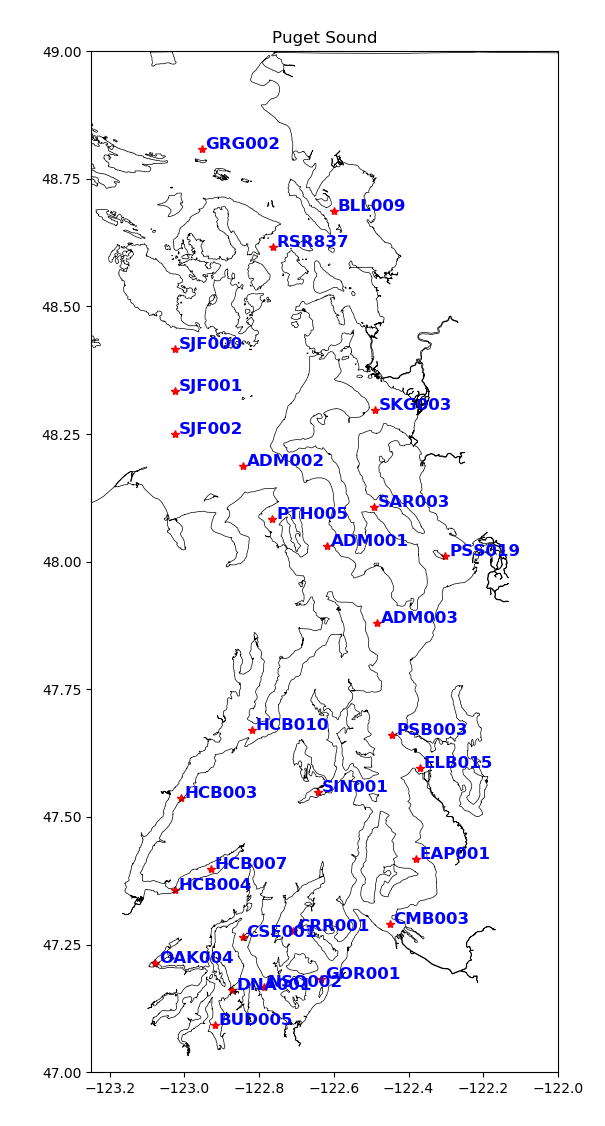 Puget Sound
49.00
GRG002
48.75
BLL009
RSR837
48.50
SJF000
SJF001
SKG003
SJF002
48.25
ADM002
SAR003
PTH005
ADM001
PSS019
48.00
ADM003
47.75
HCB010
PSB003
ELB015
SIN001
HCB003
47.50
EAP001
HCB007
HCB004
CMB003
CRR001
CSE001
47.25
OAK004
GOR001
NSQ002
DNA001
BUD005
47.00
−123.2 −123.0 −122.8 −122.6 −122.4 −122.2 −122.0